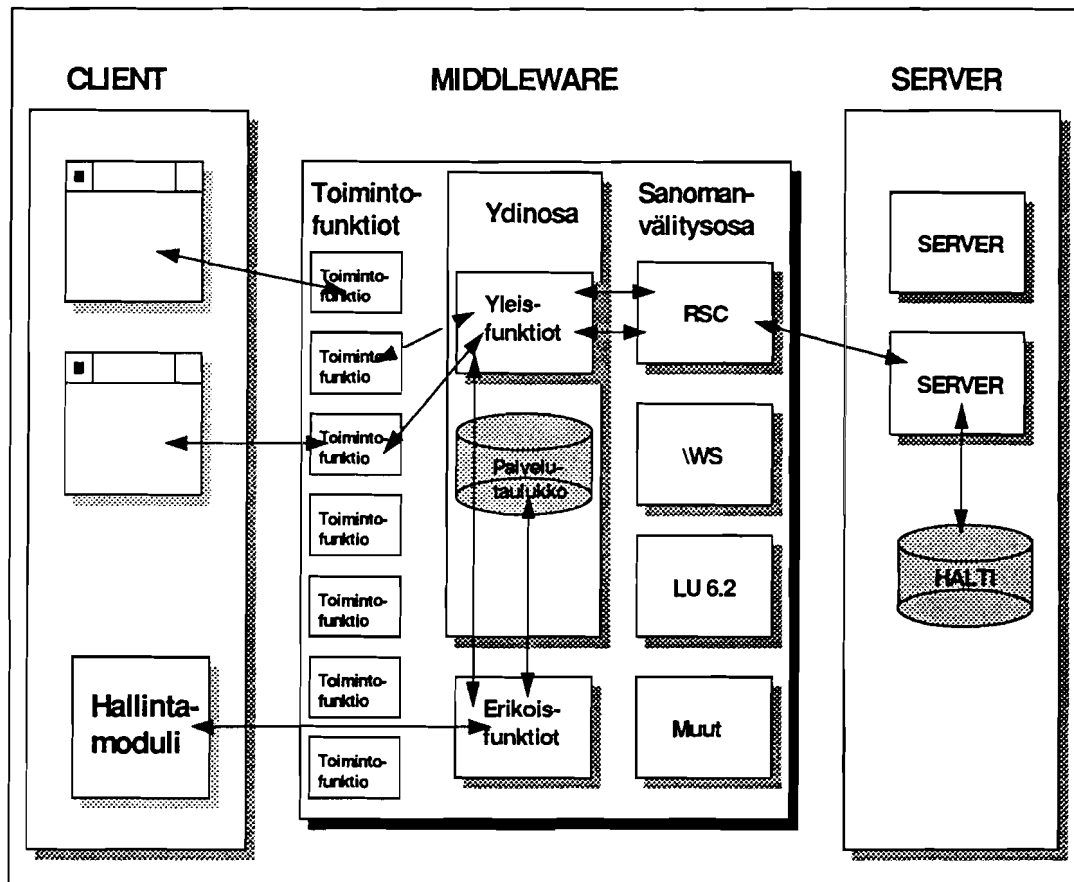 CLIENT
MIDDLEWARE
SERVER
Toiminto-
funktiot
Ydinosa
Sanoman-
välitysosa
Toiminto-
funktio
Toiminto-
funktio
Toiminto-
funktio
Toiminto-
funktio
Toiminto-
funktio
Toiminto-
funktio
Toiminto-
funktio
Yleis-
funktiot
Palvelu-
taulukko
Erikois-
funktiot
RSC
\WS
LU 6.2
Muut
SERVER
SERVER
HALTI
Hallinta-
moduli